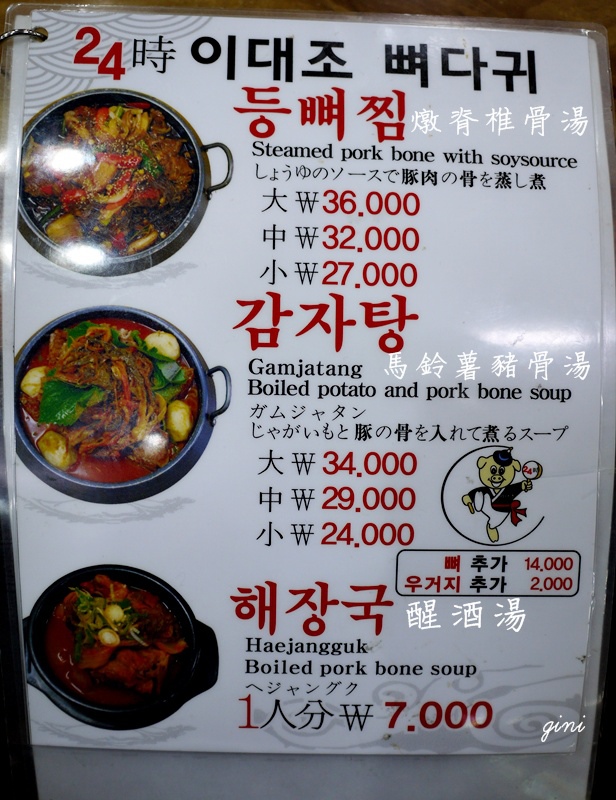 24時 이대조 뼈다귀
등뼈찜 燉脊椎骨湯
Steamed pork bone with soysource
しょうゆのソースで豚肉の骨を蒸し煮
大 ₩36.000
中 ₩32.000
小 ₩27.000
감자탕
Gamjatang 馬鈴薯豬骨湯
Boiled potato and pork bone soup
ガムジャタン
じゃがいもと豚の骨を入れて煮るスープ
大 ₩34.000
中 ₩29.000
小 ₩24.000
24時
뼈 추가 14.000
우거지 추가 2.000
해장국 醒酒湯
Haejangguk
Boiled pork bone soup
ヘジャングク
1人分 ₩ 7.000
gini